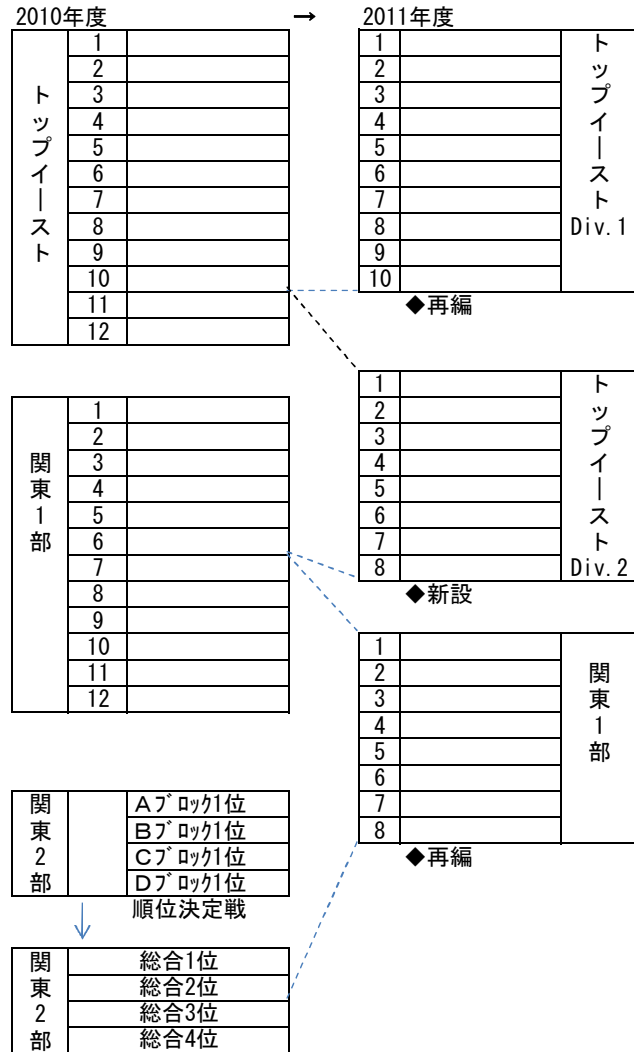 2010年度 → 2011年度
トップイースト
1
2
3
4
5
6
7
8
9
10
11
12
1
2
3
4
5
6
7
8
9
10
トップイーストDiv.1
◆再編
1
2
3
4
5
6
7
8
トップイーストDiv.2
◆新設
関東1部
1
2
3
4
5
6
7
8
9
10
11
12
1
2
3
4
5
6
7
8
関東1部
◆再編
関東2部
Aブロック1位
Bブロック1位
Cブロック1位
Dブロック1位
順位決定戦
関東2部
総合1位
総合2位
総合3位
総合4位